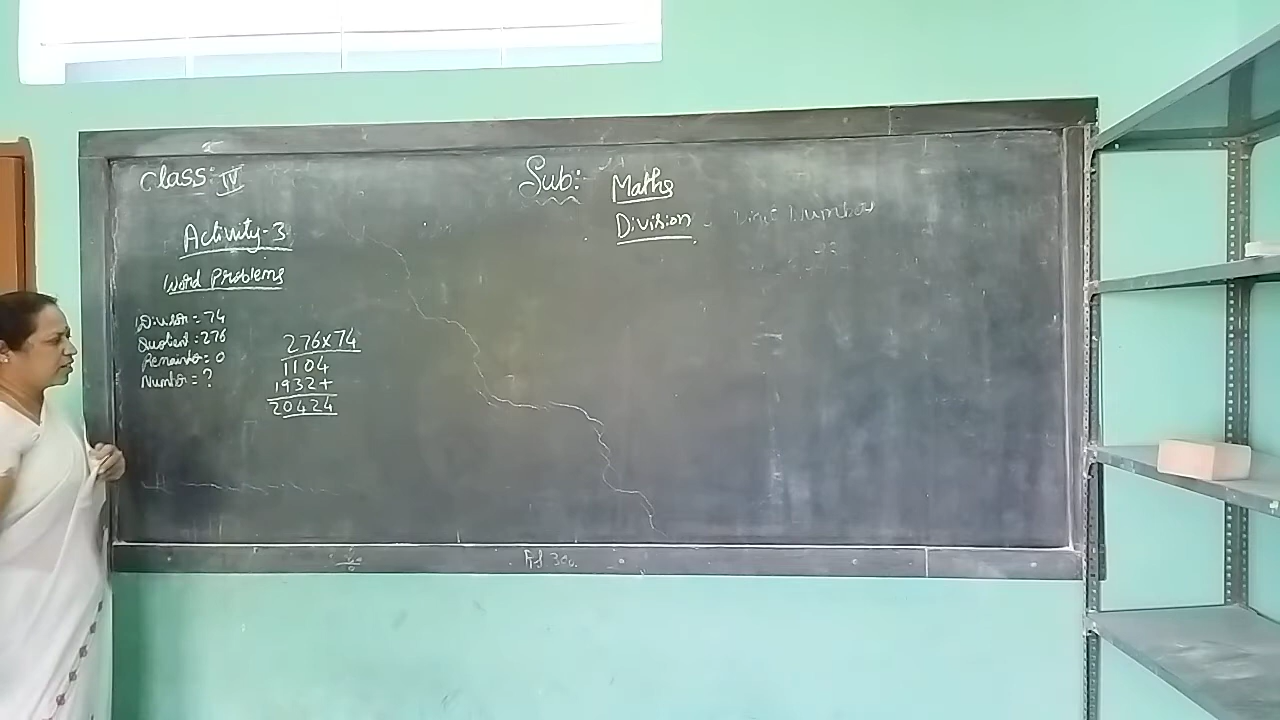 Class: IV
Sub: Maths
Division
Number
Activity-3
Word Problems
Divisor = 74
Quotient = 276
Remainder = 0
Number = ?
276x74
1104
1932+
20424